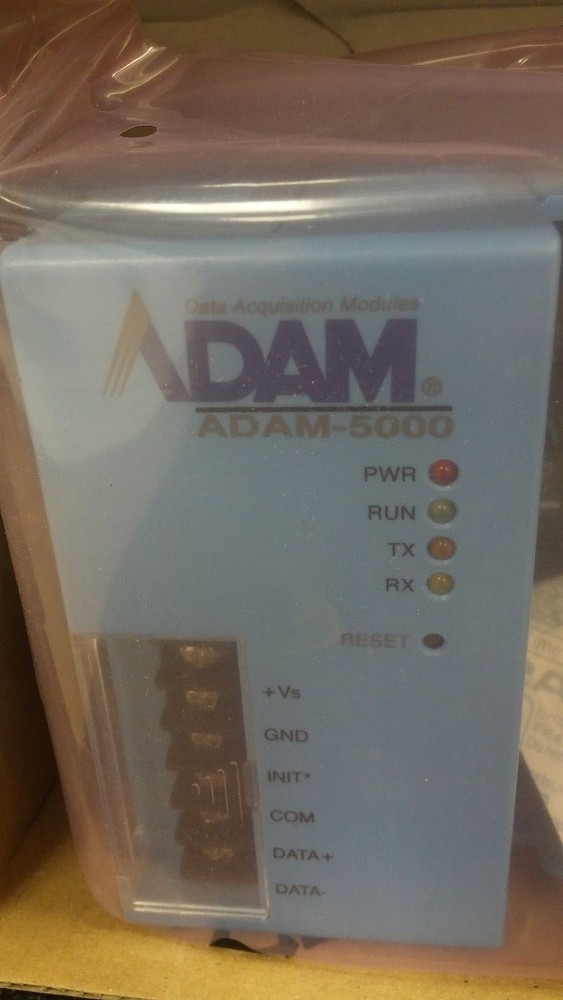 Data Acquisition Modules
ADAM®
ADAM-5000
PWR
RUN
TX
RX
RESET
+Vs
GND
INIT*
COM
DATA+
DATA-